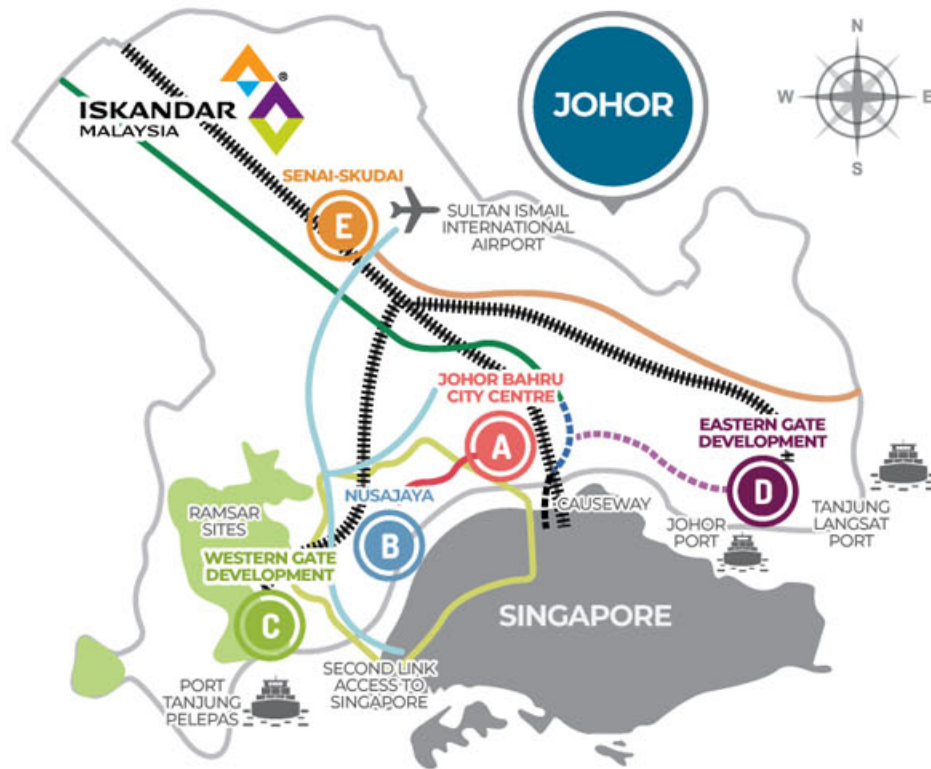 N
W
E
S
JOHOR
ISKANDAR
MALAYSIA
®
SENAI-SKUDAI
E
SULTAN ISMAIL
INTERNATIONAL
AIRPORT
JOHOR BAHRU
CITY CENTRE
A
EASTERN GATE
DEVELOPMENT
D
NUSAJAYA
B
CAUSEWAY
RAMSAR
SITES
JOHOR
PORT
TANJUNG
LANGSAT
PORT
WESTERN GATE
DEVELOPMENT
C
SINGAPORE
PORT
TANJUNG
PELEPAS
SECOND LINK
ACCESS TO
SINGAPORE